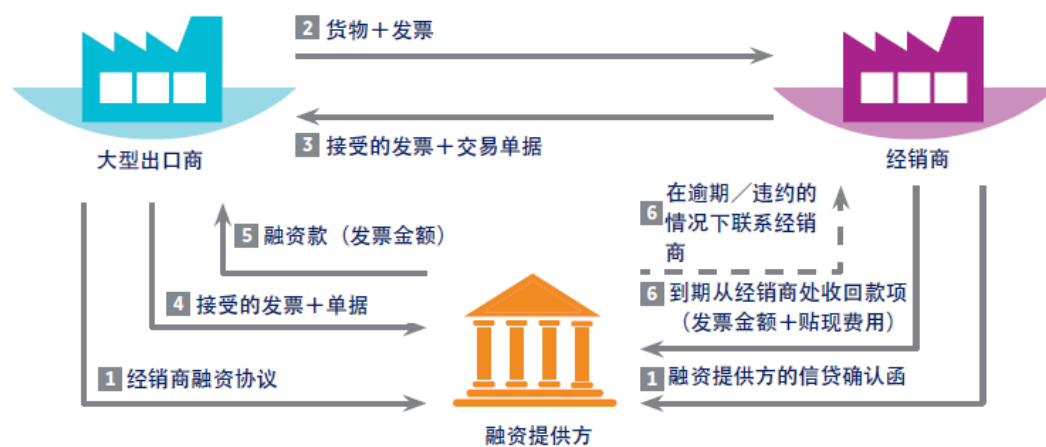 2 货物＋发票
3 接受的发票＋交易单据
大型出口商
经销商
5 融资款（发票金额）
6 在逾期／违约的
情况下联系经销
商
4 接受的发票＋单据
6 到期从经销商处收回款项
（发票金额＋贴现费用）
1 经销商融资协议
1 融资提供方的信贷确认函
融资提供方